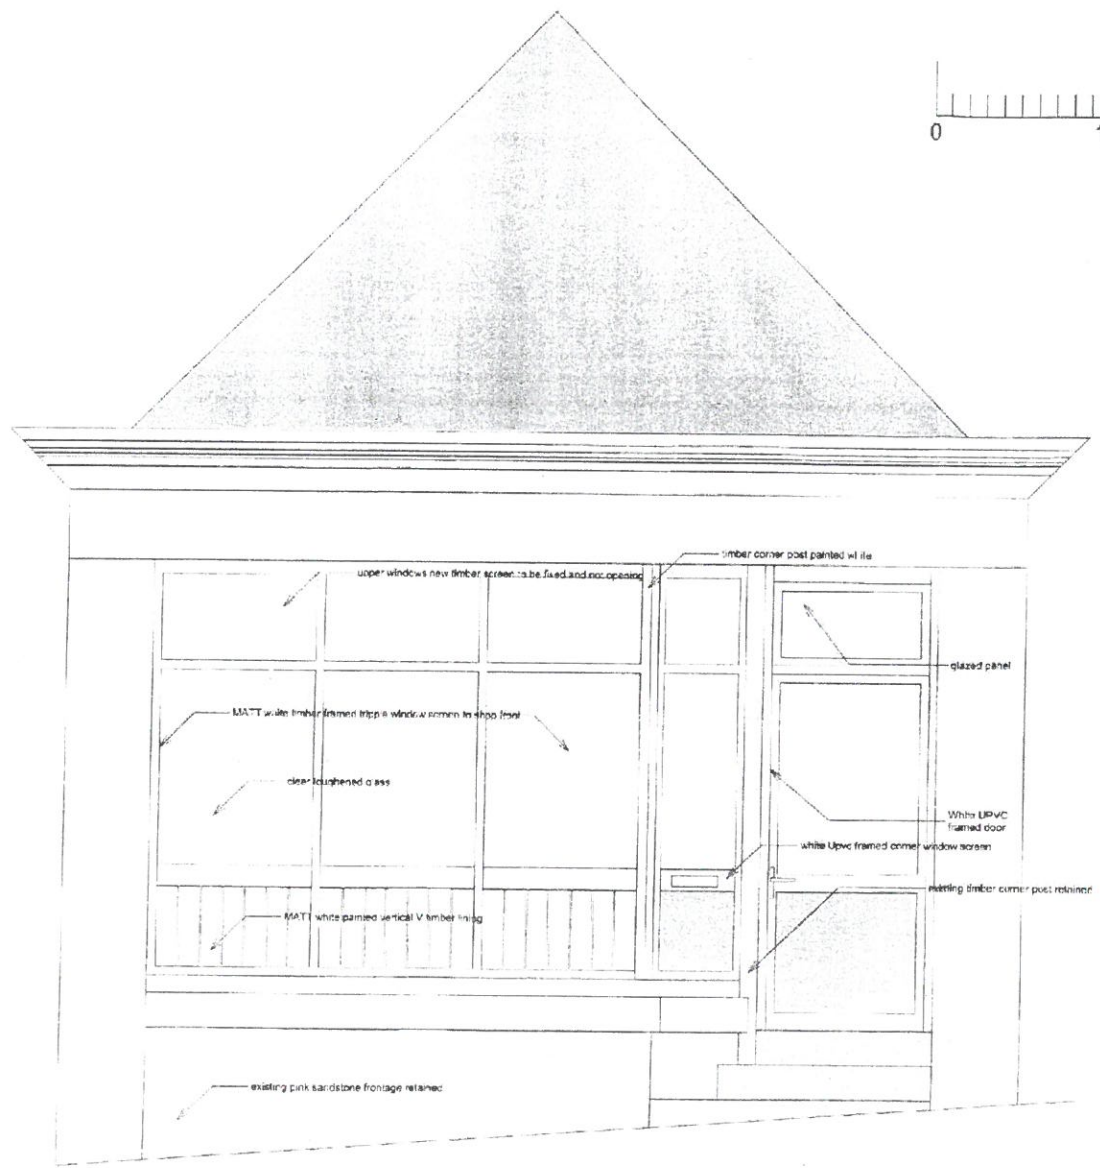 0
timber corner post painted white
upper windows new timber screen to be fixed and not opening
glazed panel
MATT white timber framed tripple window screen to shop front
clear toughened glass
White UPVC
framed door
white Upvc framed corner window screen
existing timber corner post retained
MATT white painted vertical V timber lining
existing pink sandstone frontage retained